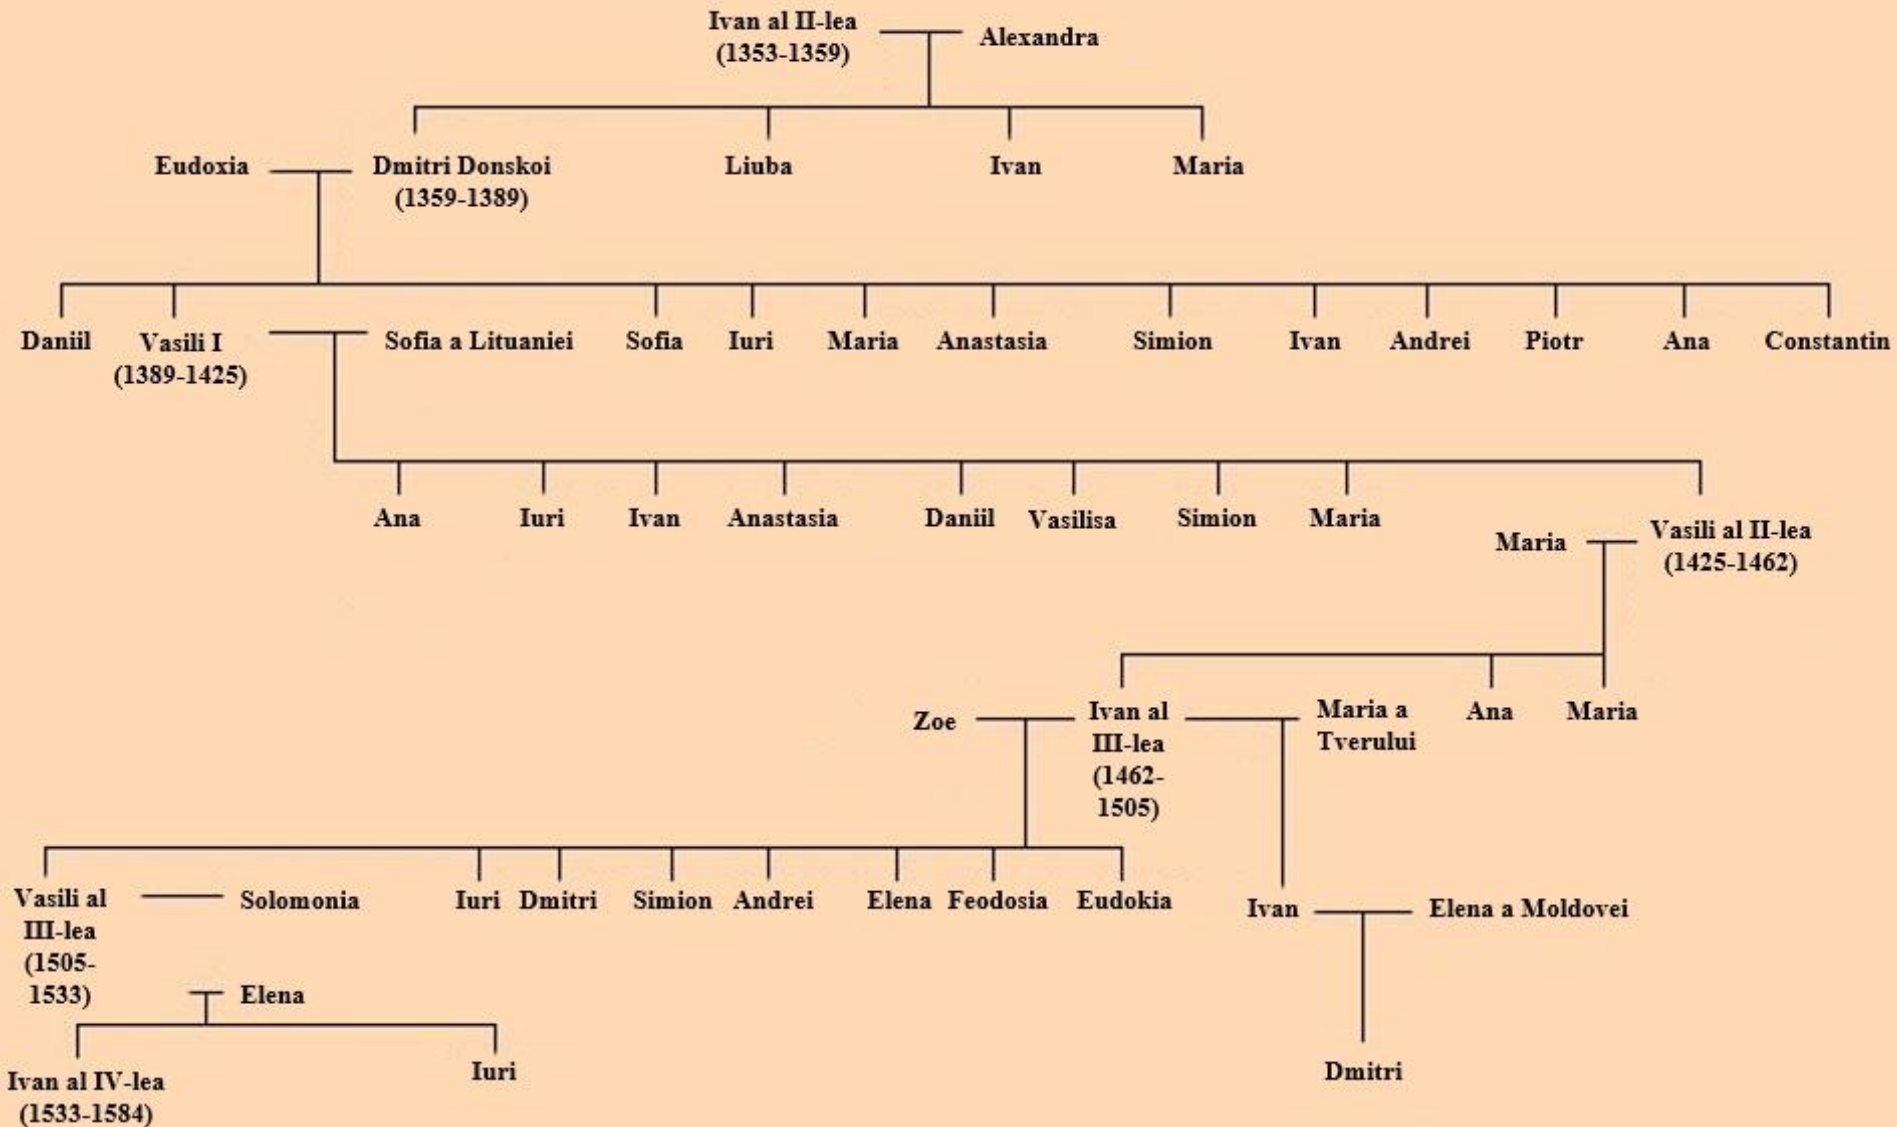 Ivan al II-lea
(1353-1359)
Alexandra
Eudoxia
Dmitri Donskoi
(1359-1389)
Liuba
Ivan
Maria
Daniil
Vasili I
(1389-1425)
Sofia a Lituaniei
Sofia
Iuri
Maria
Anastasia
Simion
Ivan
Andrei
Piotr
Ana
Constantin
Ana
Iuri
Ivan
Anastasia
Daniil
Vasilisa
Simion
Maria
Maria
Vasili al II-lea
(1425-1462)
Zoe
Ivan al
III-lea
(1462-
1505)
Maria a
Tverului
Ana
Maria
Vasili al
III-lea
(1505-
1533)
Solomonia
Iuri
Dmitri
Simion
Andrei
Elena
Feodosia
Eudokia
Ivan
Elena a Moldovei
Elena
Ivan al IV-lea
(1533-1584)
Iuri
Dmitri